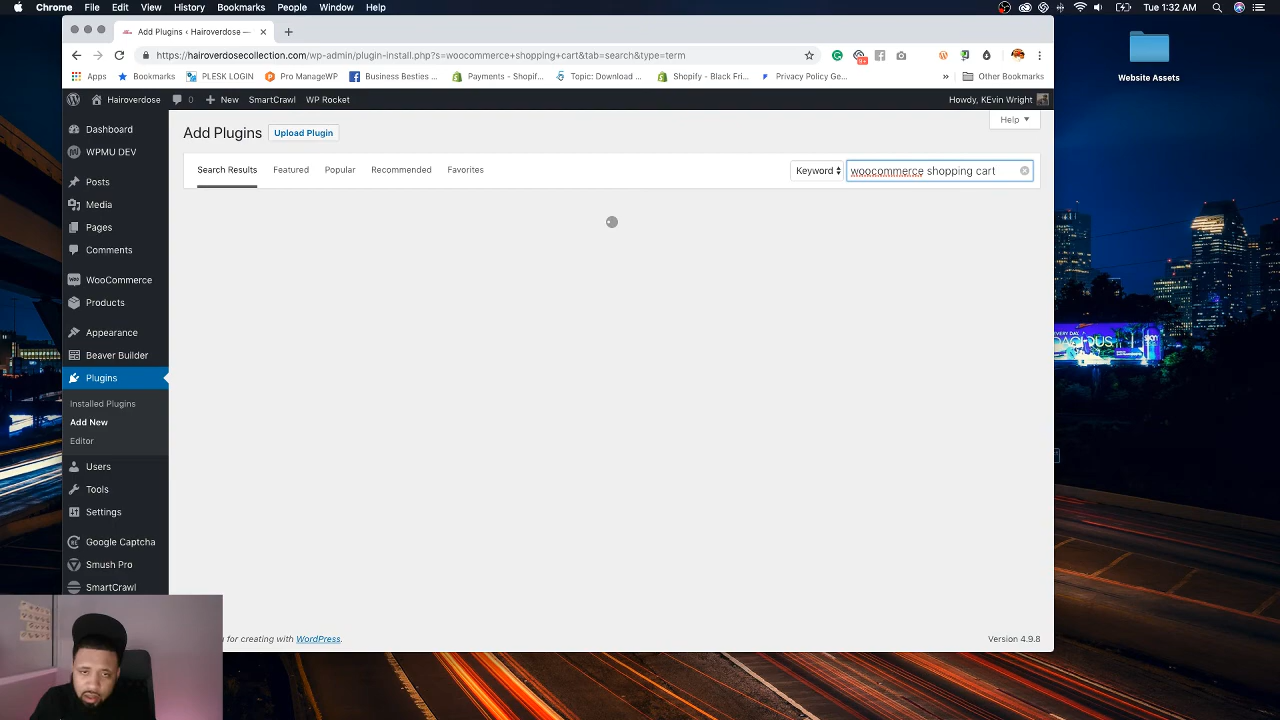 Chrome File Edit View History Bookmarks People Window Help Tue 1:32 AM
Add Plugins ‹ Hairoverdose —
https://hairoverdosecollection.com/wp-admin/plugin-install.php?s=woocommerce+shopping+cart&tab=search&type=term
Apps Bookmarks PLESK LOGIN Pro ManageWP Business Besties ... Payments - Shopif... Topic: Download ... Shopify - Black Fri... Privacy Policy Ge... » Other Bookmarks
Hairoverdose 0 + New SmartCrawl WP Rocket Howdy, KEvin Wright
Website Assets
Help ▼
Add Plugins Upload Plugin
Search Results Featured Popular Recommended Favorites Keyword woocommerce shopping cart
Dashboard
WPMU DEV
Posts
Media
Pages
Comments
WooCommerce
Products
Appearance
Beaver Builder
Plugins
Installed Plugins
Add New
Editor
Users
Tools
Settings
Google Captcha
Smush Pro
SmartCrawl
for creating with WordPress. Version 4.9.8